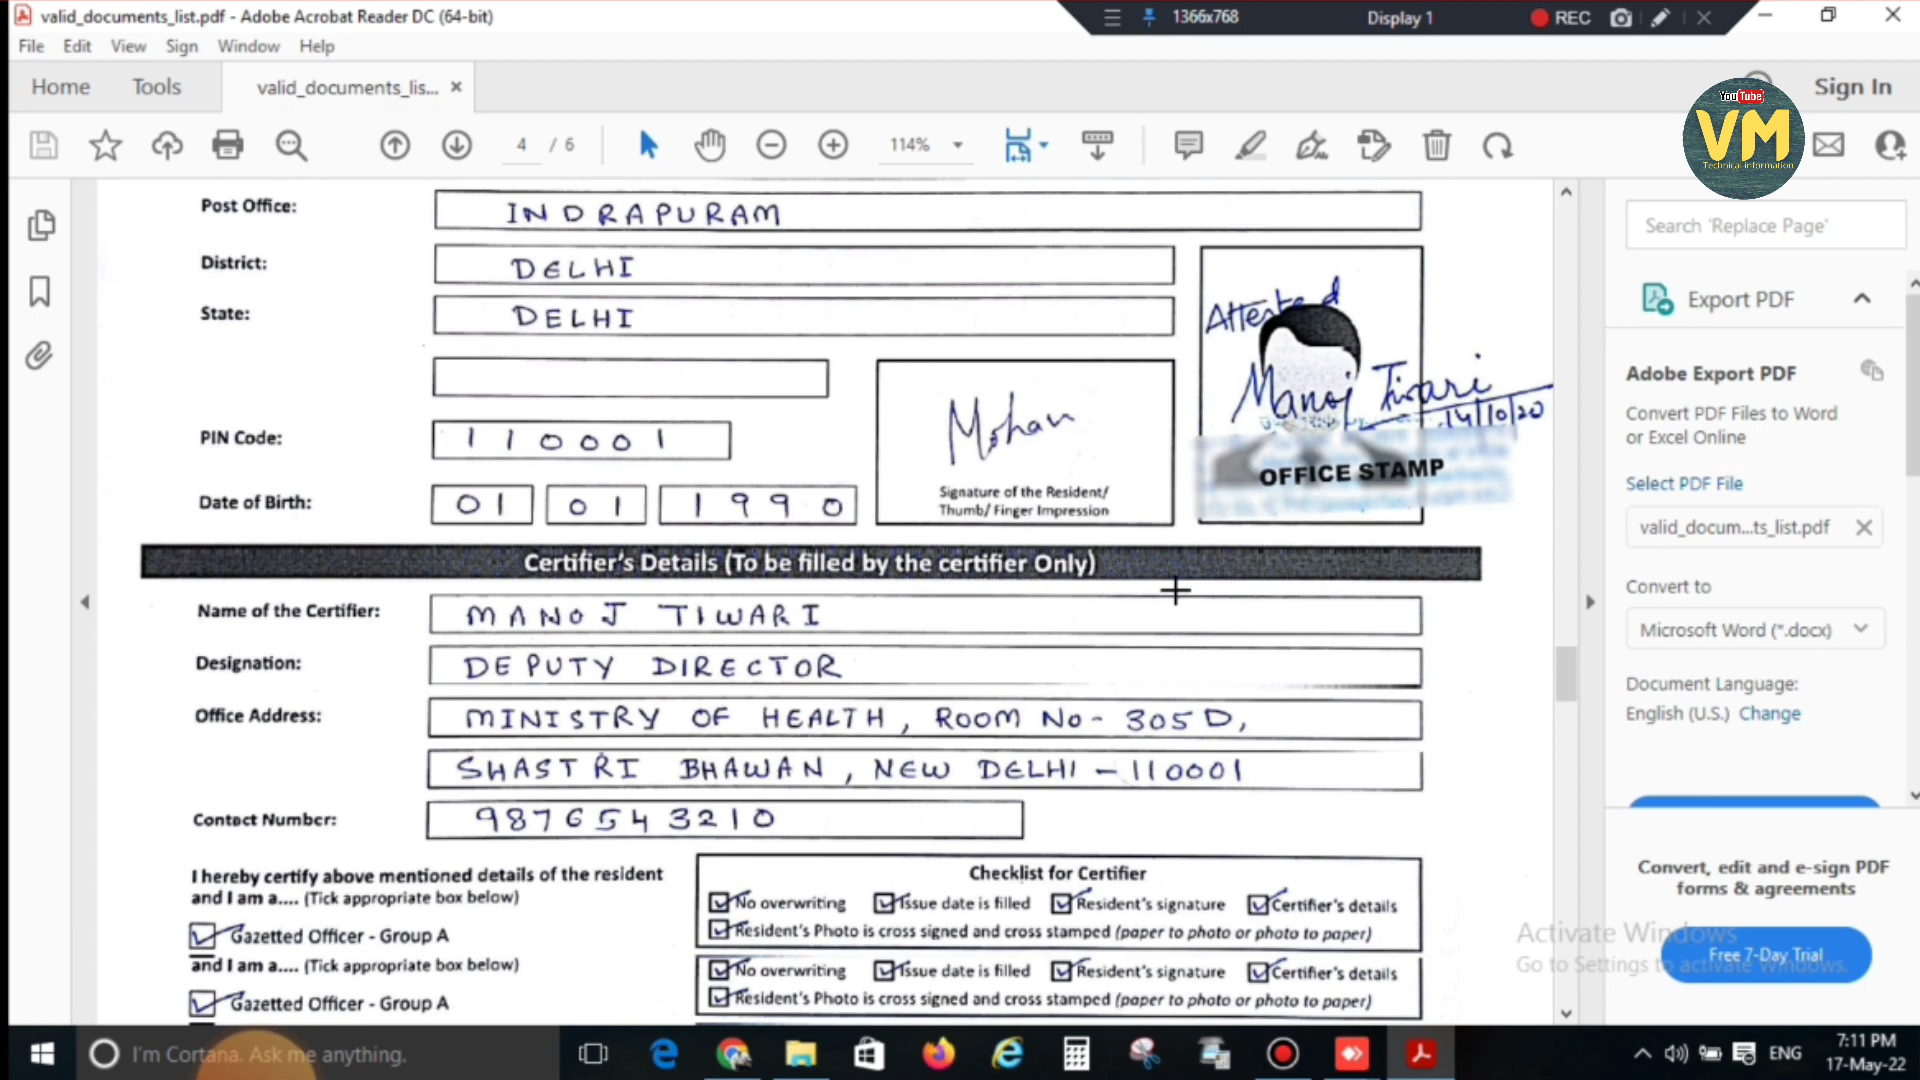 valid_documents_list.pdf - Adobe Acrobat Reader DC (64-bit)
1366x768
Display 1
REC
File Edit View Sign Window Help
Home Tools valid_documents_lis... ×
Sign In
YouTube
VM
Technical information
4 / 6
114%
Search 'Replace Page'
Post Office: INDRAPURAM
District: DELHI
State: DELHI
Attested
Manoj Tiwari
14/10/20
OFFICE STAMP
PIN Code: 110001
Mohan
Signature of the Resident/
Thumb/ Finger Impression
Date of Birth: 01 01 1990
Certifier's Details (To be filled by the certifier Only)
Name of the Certifier: MANOJ TIWARI
Designation: DEPUTY DIRECTOR
Office Address: MINISTRY OF HEALTH, ROOM No- 305D,
SHASTRI BHAWAN, NEW DELHI - 110001
Contact Number: 9876543210
I hereby certify above mentioned details of the resident
and I am a.... (Tick appropriate box below)
Gazetted Officer - Group A
and I am a.... (Tick appropriate box below)
Gazetted Officer - Group A
Checklist for Certifier
No overwriting Issue date is filled Resident's signature Certifier's details
Resident's Photo is cross signed and cross stamped (paper to photo or photo to paper)
No overwriting Issue date is filled Resident's signature Certifier's details
Resident's Photo is cross signed and cross stamped (paper to photo or photo to paper)
Export PDF
Adobe Export PDF
Convert PDF Files to Word
or Excel Online
Select PDF File
valid_docum...ts_list.pdf
Convert to
Microsoft Word (*.docx)
Document Language:
English (U.S.) Change
Convert, edit and e-sign PDF
forms & agreements
Free 7-Day Trial
Activate Windows
Go to Settings to activate Windows.
I'm Cortana. Ask me anything.
ENG
7:11 PM
17-May-22